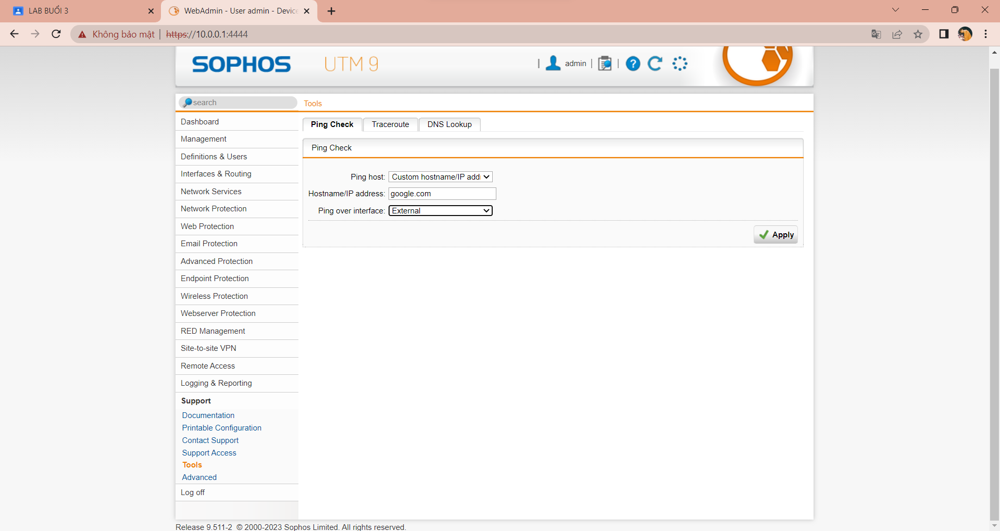 LAB BUỔI 3
WebAdmin - User admin - Device
Không bảo mật | https://10.0.0.1:4444
SOPHOS UTM 9
| admin | | ?
search
Tools
Dashboard
Management
Definitions & Users
Interfaces & Routing
Network Services
Network Protection
Web Protection
Email Protection
Advanced Protection
Endpoint Protection
Wireless Protection
Webserver Protection
RED Management
Site-to-site VPN
Remote Access
Logging & Reporting
Support
Documentation
Printable Configuration
Contact Support
Support Access
Tools
Advanced
Log off
Ping Check Traceroute DNS Lookup
Ping Check
Ping host: Custom hostname/IP add
Hostname/IP address: google.com
Ping over interface: External
Apply
Release 9.511-2 © 2000-2023 Sophos Limited. All rights reserved.